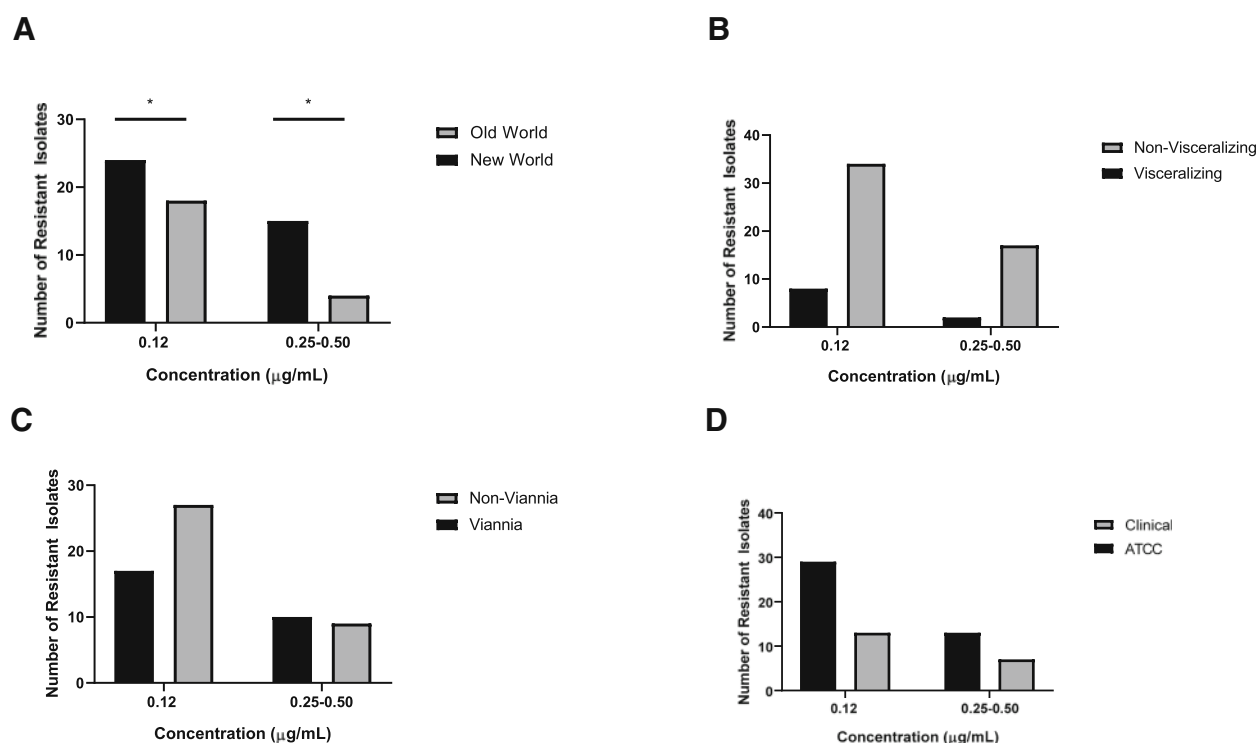 A
Number of Resistant Isolates
30
20
10
0
*
*
0.12
0.25-0.50
Concentration (μg/mL)
Old World
New World
B
Number of Resistant Isolates
40
30
20
10
0
0.12
0.25-0.50
Concentration (μg/mL)
Non-Visceralizing
Visceralizing
C
Number of Resistant Isolates
30
20
10
0
0.12
0.25-0.50
Concentration (μg/mL)
Non-Viannia
Viannia
D
Number of Resistant Isolates
40
30
20
10
0
0.12
0.25-0.50
Concentration (μg/mL)
Clinical
ATCC